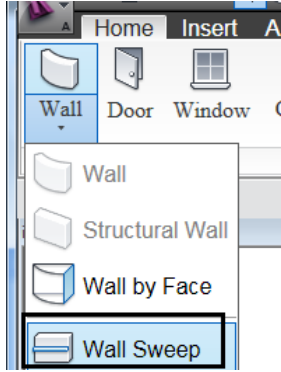 A Home Insert A
Wall Door Window
Wall
Structural Wall
Wall by Face
Wall Sweep